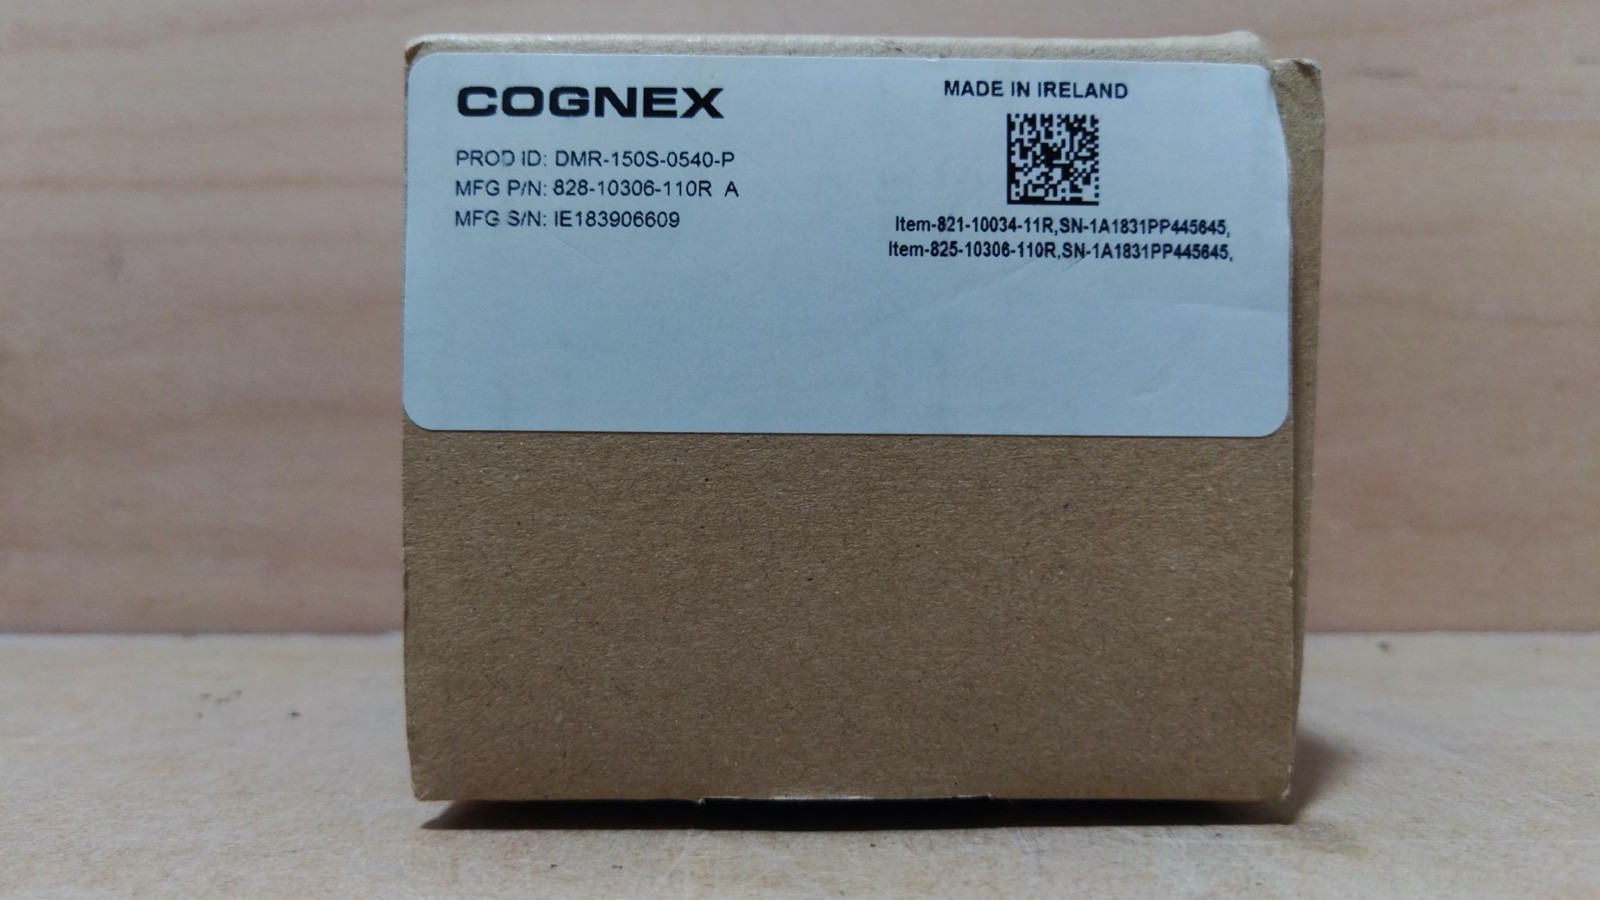 COGNEX
PROD ID: DMR-150S-0540-P
MFG P/N: 828-10306-110R A
MFG S/N: IE183906609
MADE IN IRELAND
Item-821-10034-11R,SN-1A1831PP445645,
Item-825-10306-110R,SN-1A1831PP445645,